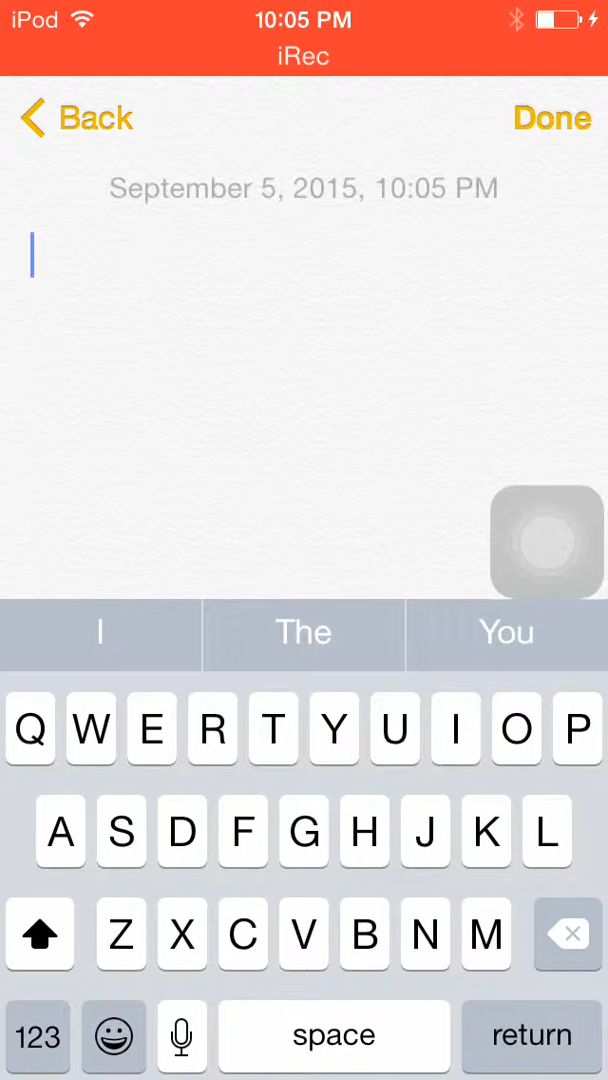 iPod 10:05 PM
iRec
Back Done
September 5, 2015, 10:05 PM
I The You
Q W E R T Y U I O P
A S D F G H J K L
Z X C V B N M
123 space return